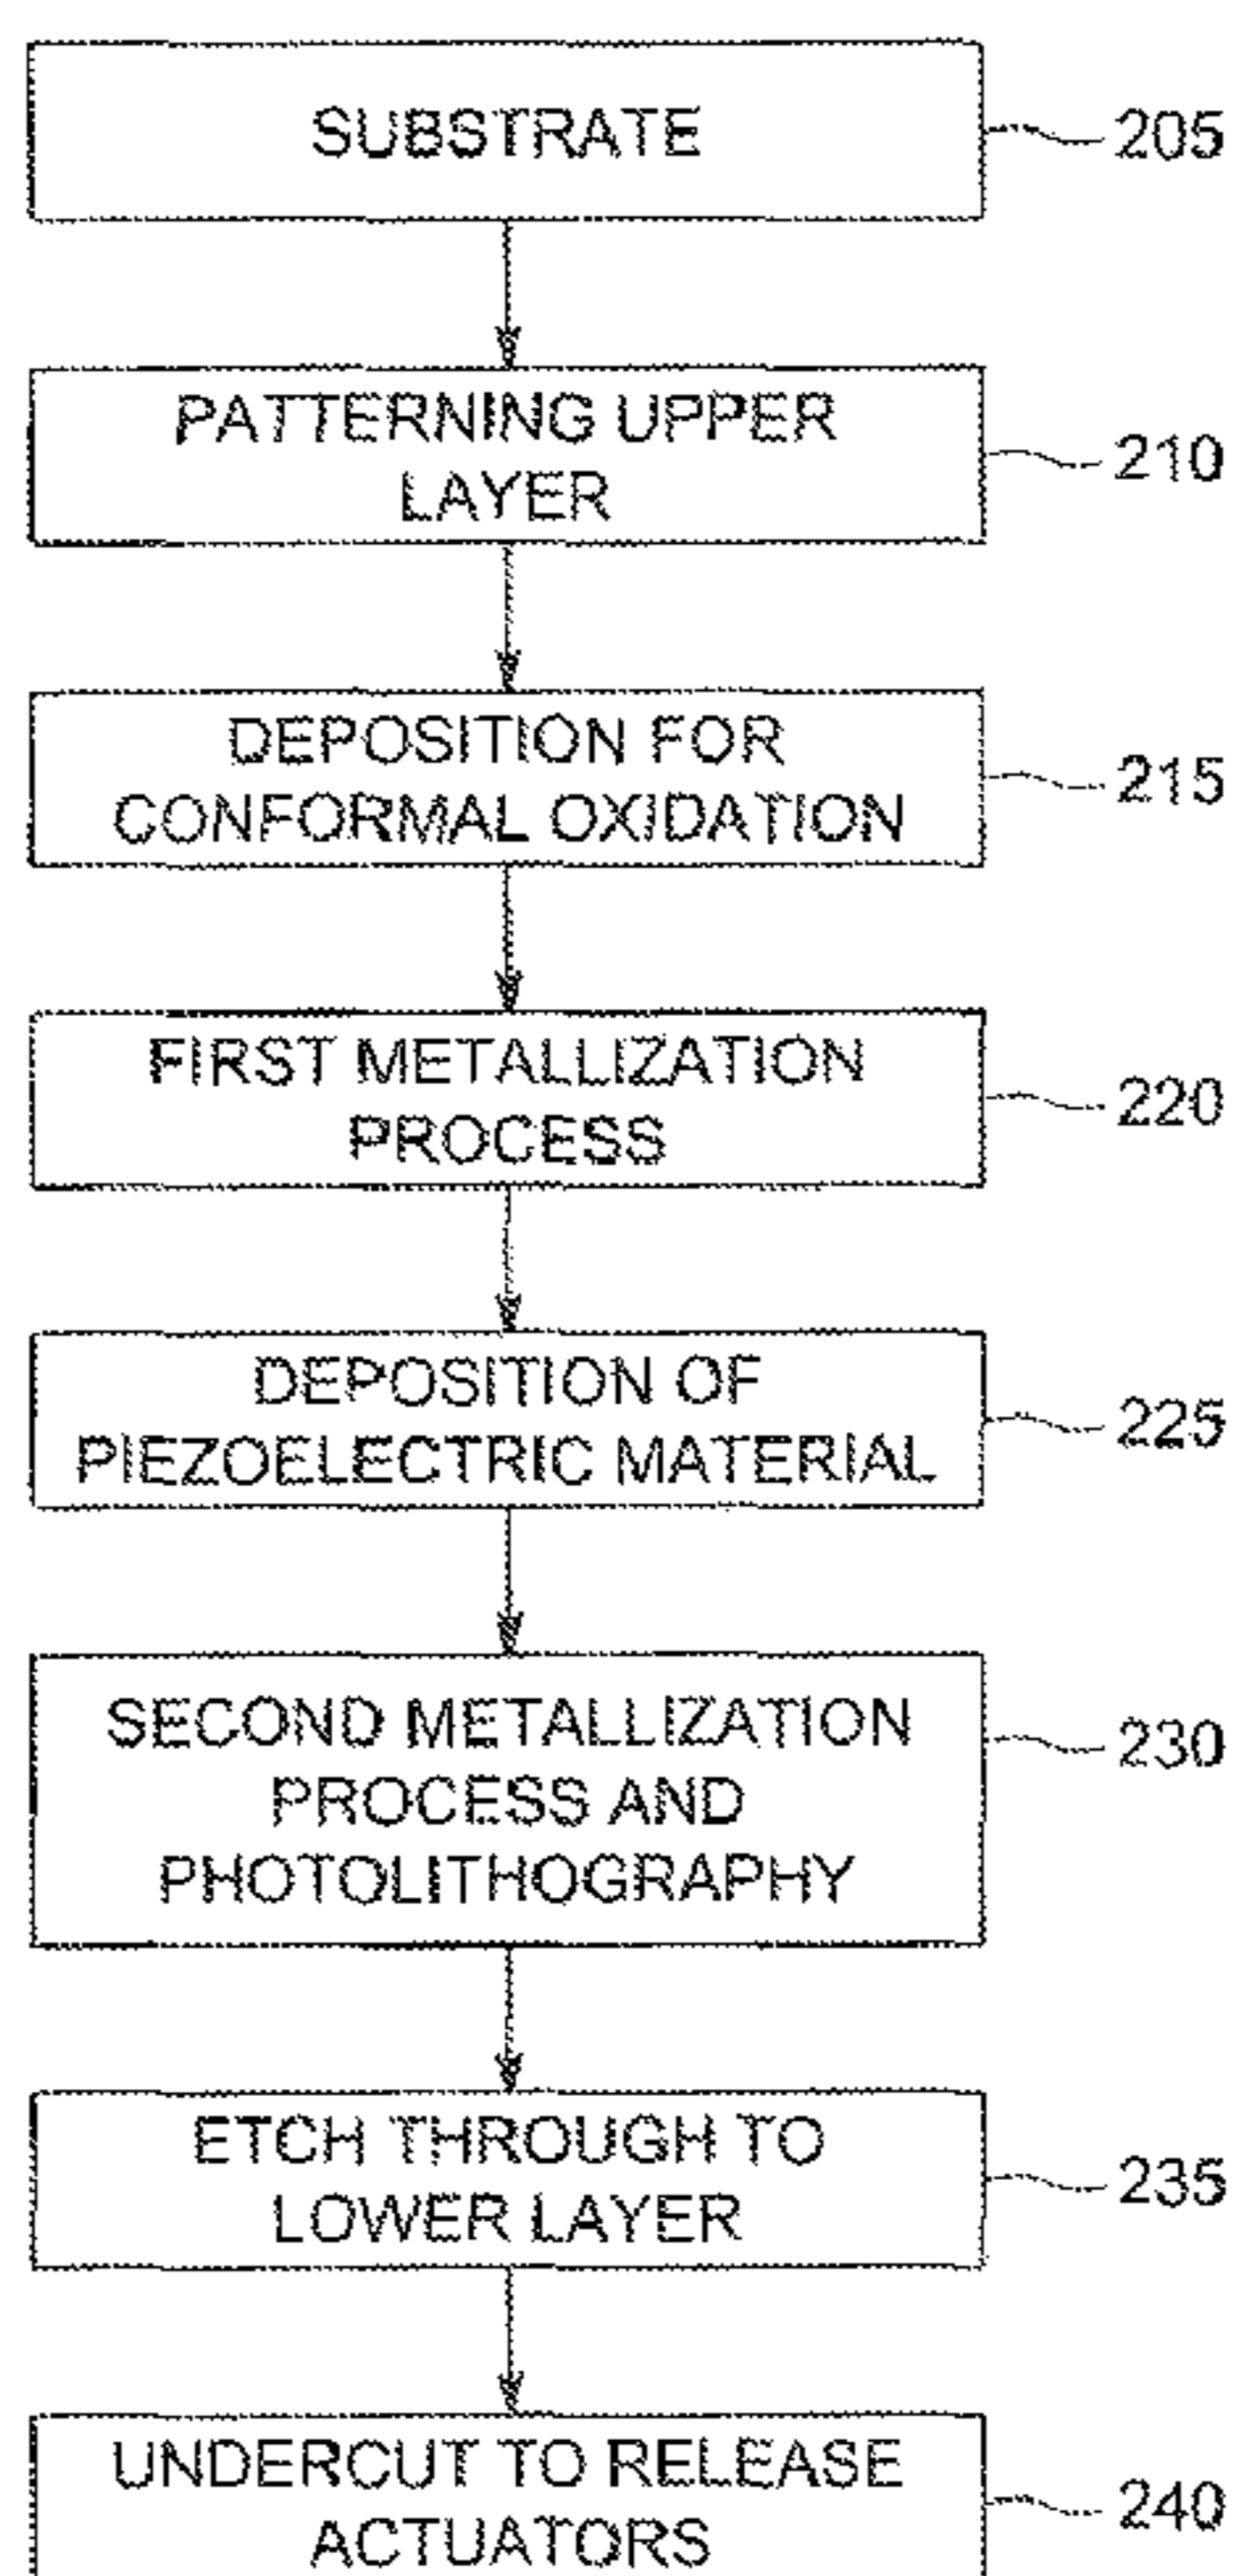 SUBSTRATE
205
PATTERNING UPPER
LAYER
210
DEPOSITION FOR
CONFORMAL OXIDATION
215
FIRST METALLIZATION
PROCESS
220
DEPOSITION OF
PIEZOELECTRIC MATERIAL
225
SECOND METALLIZATION
PROCESS AND
PHOTOLITHOGRAPHY
230
ETCH THROUGH TO
LOWER LAYER
235
UNDERCUT TO RELEASE
ACTUATORS
240